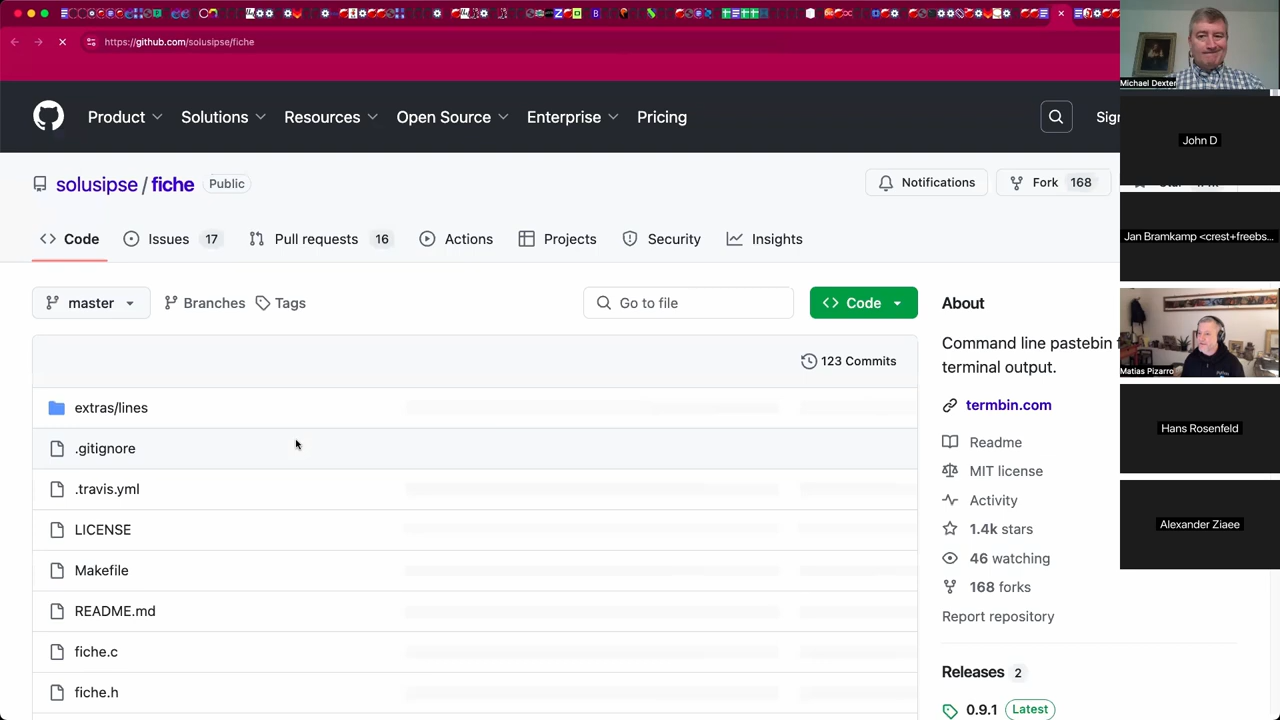 https://github.com/solusipse/fiche
Product
Solutions
Resources
Open Source
Enterprise
Pricing
Sign
solusipse / fiche
Public
Notifications
Fork 168
Code
Issues 17
Pull requests 16
Actions
Projects
Security
Insights
master
Branches
Tags
Go to file
Code
123 Commits
extras/lines
.gitignore
.travis.yml
LICENSE
Makefile
README.md
fiche.c
fiche.h
About
Command line pastebin f
terminal output.
termbin.com
Readme
MIT license
Activity
1.4k stars
46 watching
168 forks
Report repository
Releases 2
0.9.1 Latest
Michael Dexter
John D
Jan Bramkamp <crest+freebs...
Matias Pizarro
Hans Rosenfeld
Alexander Ziaee